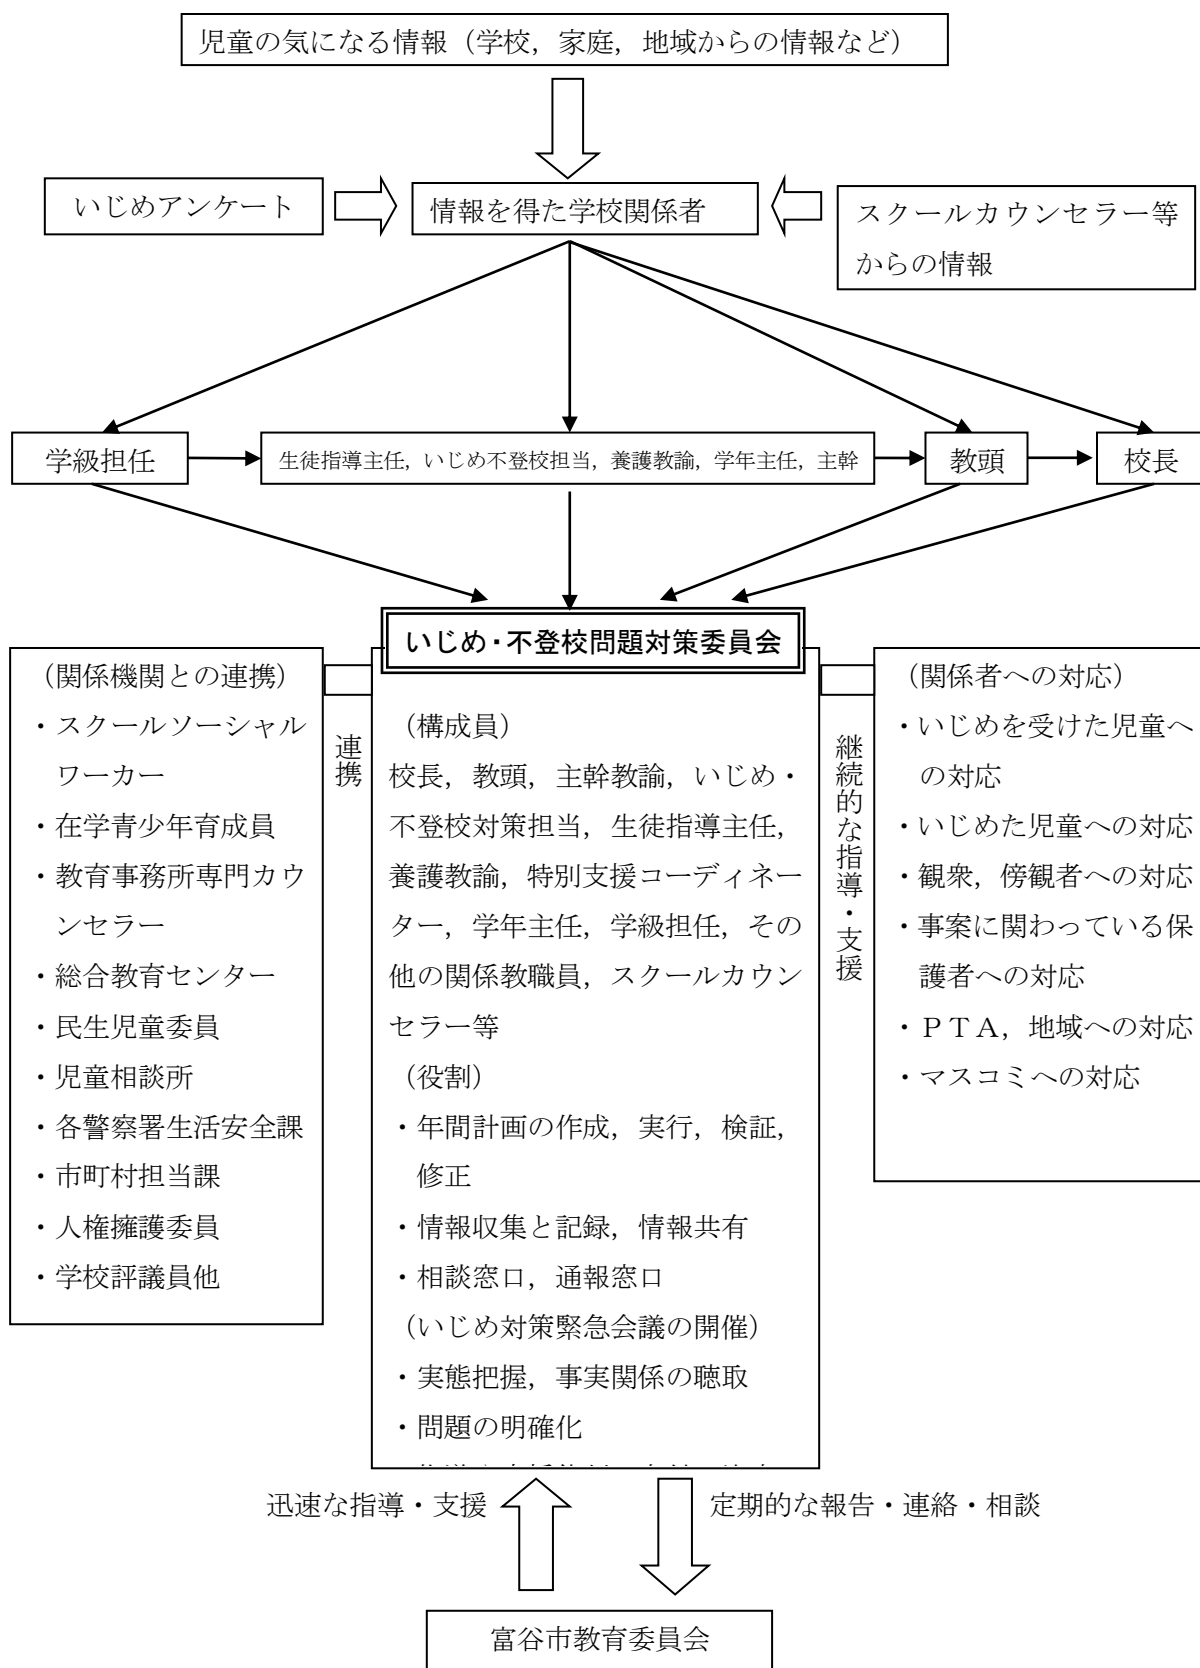 児童の気になる情報（学校，家庭，地域からの情報など）
いじめアンケート
情報を得た学校関係者
スクールカウンセラー等
からの情報
学級担任
生徒指導主任，いじめ不登校担当，養護教諭，学年主任，主幹
教頭
校長
いじめ・不登校問題対策委員会
（関係機関との連携）
・スクールソーシャル
ワーカー
・在学青少年育成員
・教育事務所専門カウ
ンセラー
・総合教育センター
・民生児童委員
・児童相談所
・各警察署生活安全課
・市町村担当課
・人権擁護委員
・学校評議員他
連携
（構成員）
校長，教頭，主幹教諭，いじめ・
不登校対策担当，生徒指導主任，
養護教諭，特別支援コーディネー
ター，学年主任，学級担任，その
他の関係教職員，スクールカウン
セラー等
（役割）
・年間計画の作成，実行，検証，
修正
・情報収集と記録，情報共有
・相談窓口，通報窓口
（いじめ対策緊急会議の開催）
・実態把握，事実関係の聴取
・問題の明確化
継続的な指導・支援
（関係者への対応）
・いじめを受けた児童へ
の対応
・いじめた児童への対応
・観衆，傍観者への対応
・事案に関わっている保
護者への対応
・ＰＴＡ，地域への対応
・マスコミへの対応
迅速な指導・支援
定期的な報告・連絡・相談
富谷市教育委員会